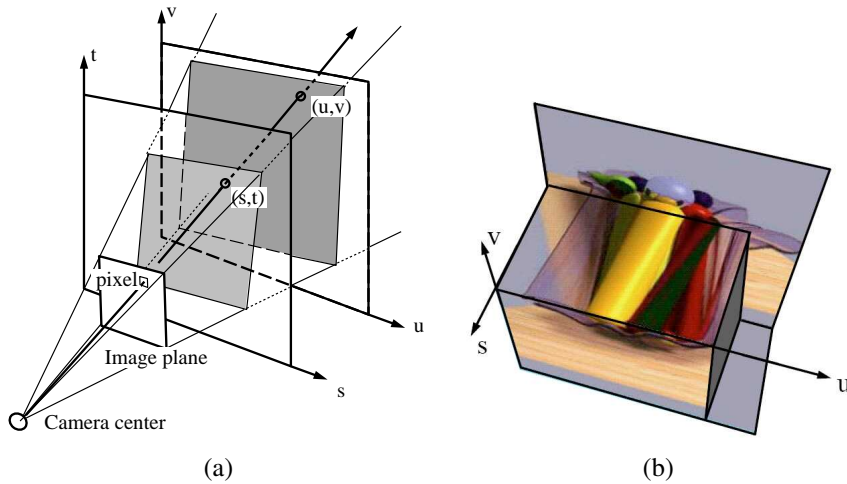 v
t
(u,v)
(s,t)
pixel
u
Image plane
s
Camera center
(a)
v
s
u
(b)